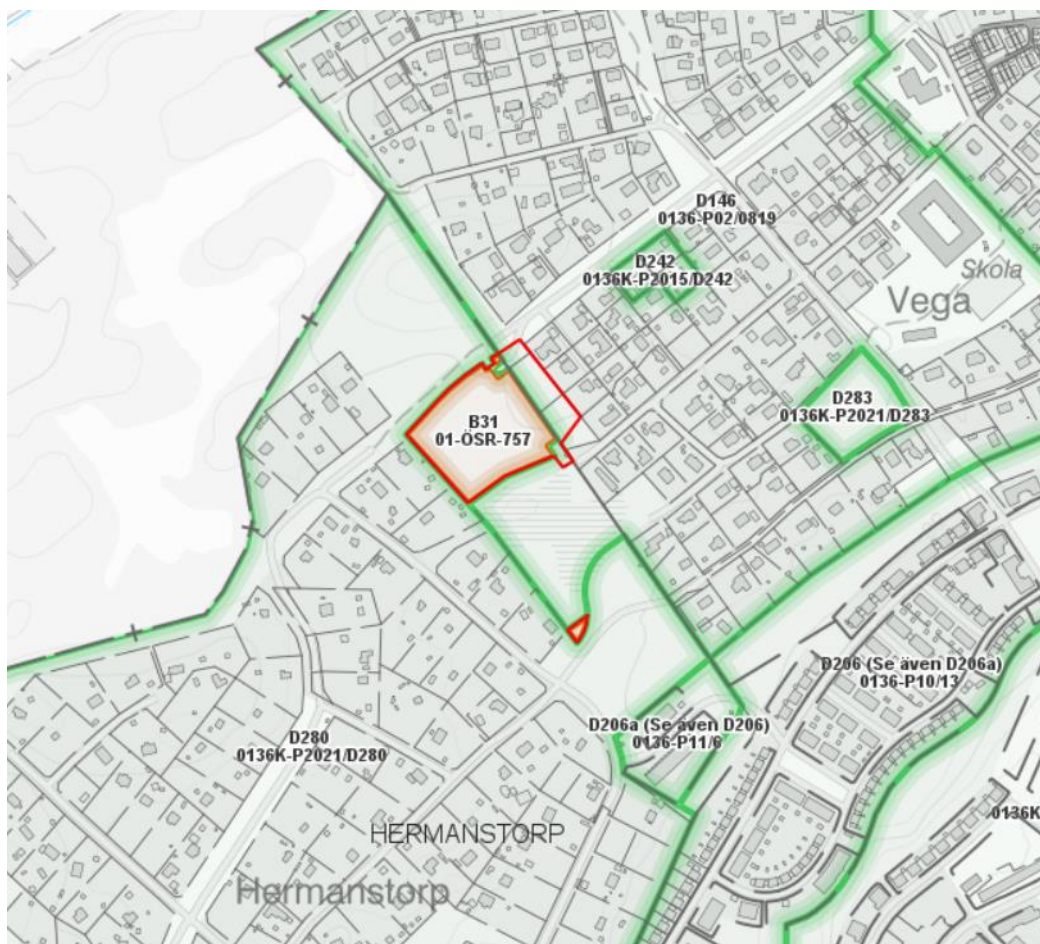 D146
0136-P02/0819
D242
0136K-P2015/D242
Skola
Vega
D283
0136K-P2021/D283
B31
01-ÖSR-757
D206 (Se även D206a)
0136-P10/13
D206a (Se även D206)
0136-P11/6
D280
0136K-P2021/D280
0136K
HERMANSTORP
Hermanstorp